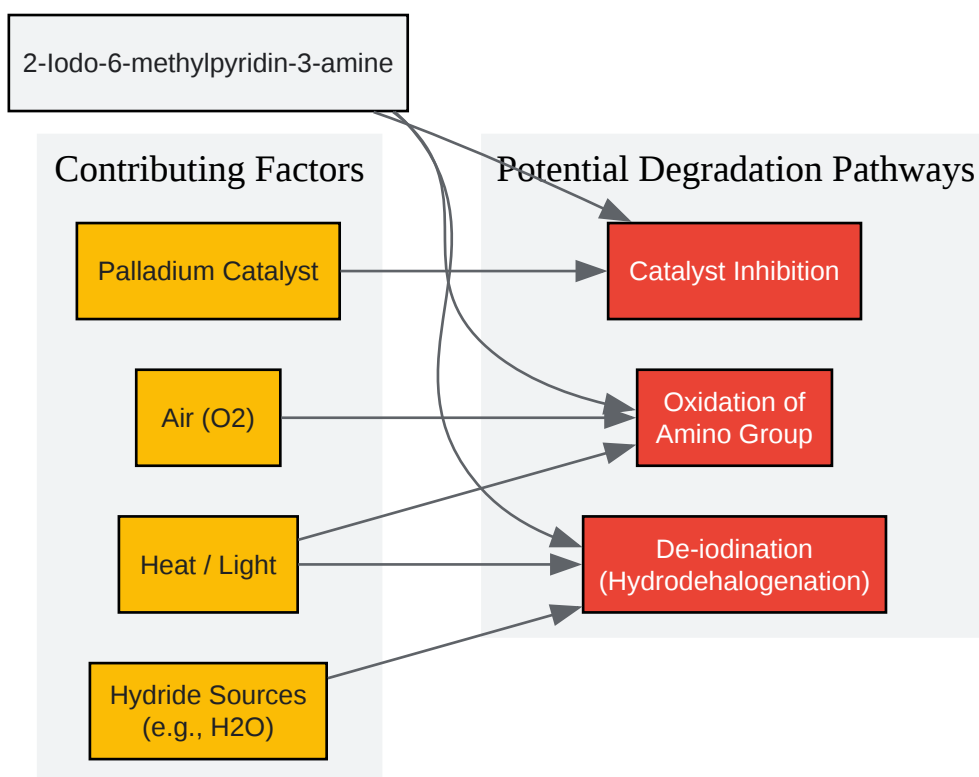 2-Iodo-6-methylpyridin-3-amine
Contributing Factors
Palladium Catalyst
Air (O2)
Heat / Light
Hydride Sources
(e.g., H2O)
Potential Degradation Pathways
Catalyst Inhibition
Oxidation of
Amino Group
De-iodination
(Hydrodehalogenation)